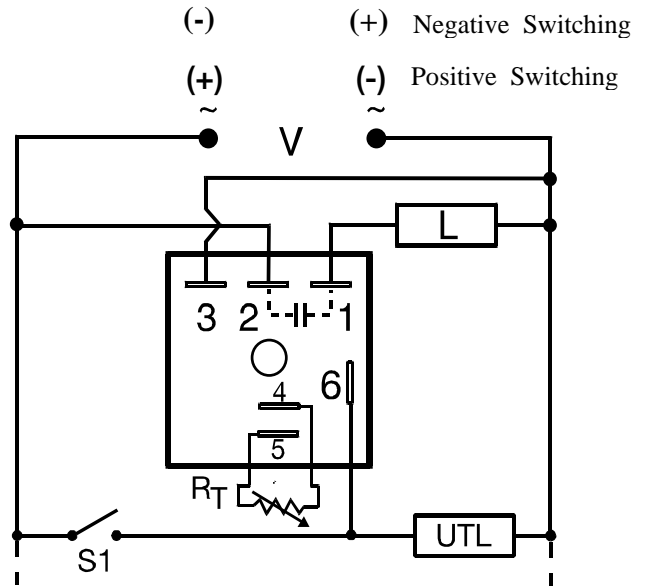 (-) (+) Negative Switching
(+) (-) Positive Switching
~ ~
V
L
3 2 1
6
4
5
RT
S1 UTL